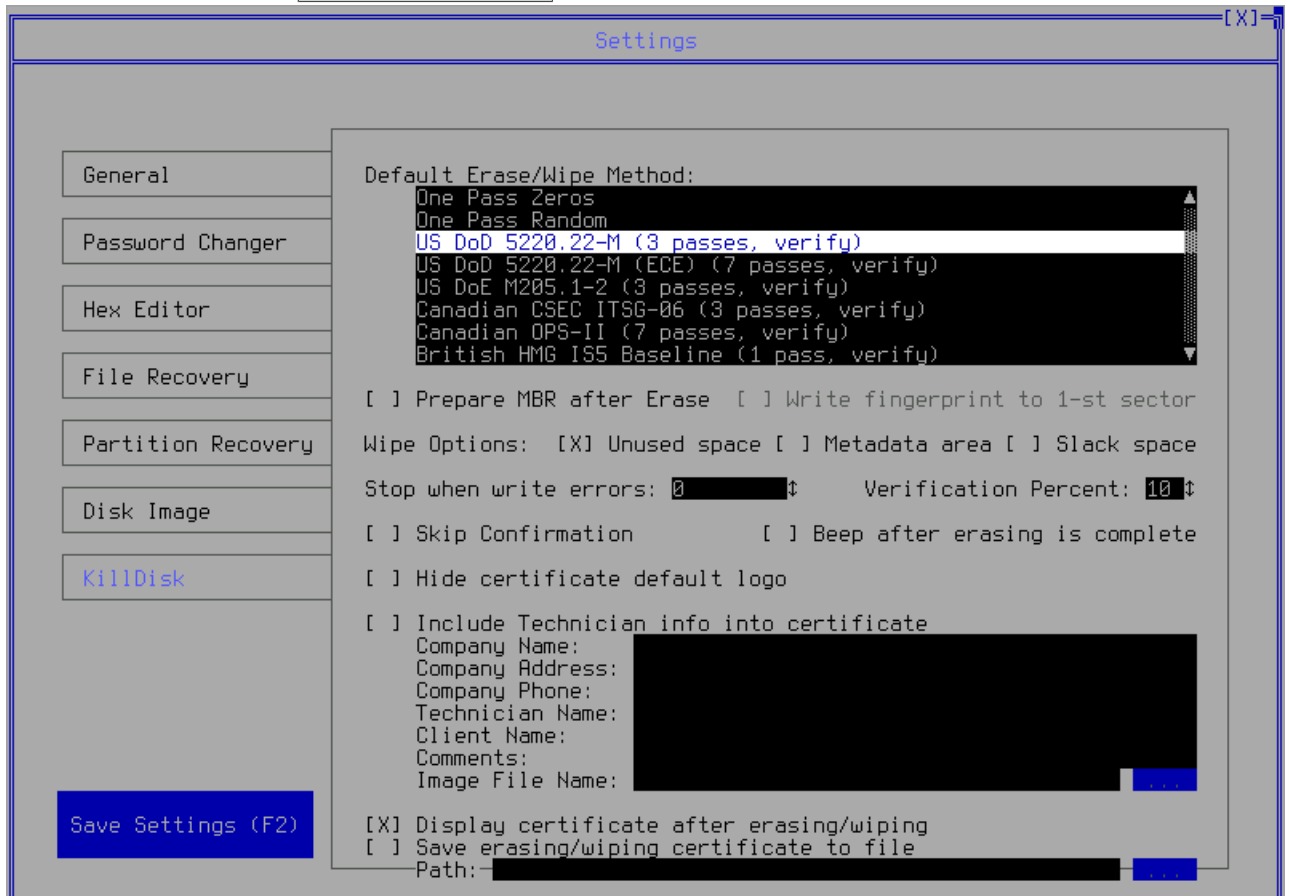 [X]
Settings
General
Password Changer
Hex Editor
File Recovery
Partition Recovery
Disk Image
KillDisk
Save Settings (F2)
Default Erase/Wipe Method:
One Pass Zeros
One Pass Random
US DoD 5220.22-M (3 passes, verify)
US DoD 5220.22-M (ECE) (7 passes, verify)
US DoE M205.1-2 (3 passes, verify)
Canadian CSEC ITSG-06 (3 passes, verify)
Canadian OPS-II (7 passes, verify)
British HMG IS5 Baseline (1 pass, verify)
[ ] Prepare MBR after Erase [ ] Write fingerprint to 1-st sector
Wipe Options: [X] Unused space [ ] Metadata area [ ] Slack space
Stop when write errors: 0 Verification Percent: 10
[ ] Skip Confirmation [ ] Beep after erasing is complete
[ ] Hide certificate default logo
[ ] Include Technician info into certificate
Company Name:
Company Address:
Company Phone:
Technician Name:
Client Name:
Comments:
Image File Name: ...
[X] Display certificate after erasing/wiping
[ ] Save erasing/wiping certificate to file
Path: ...